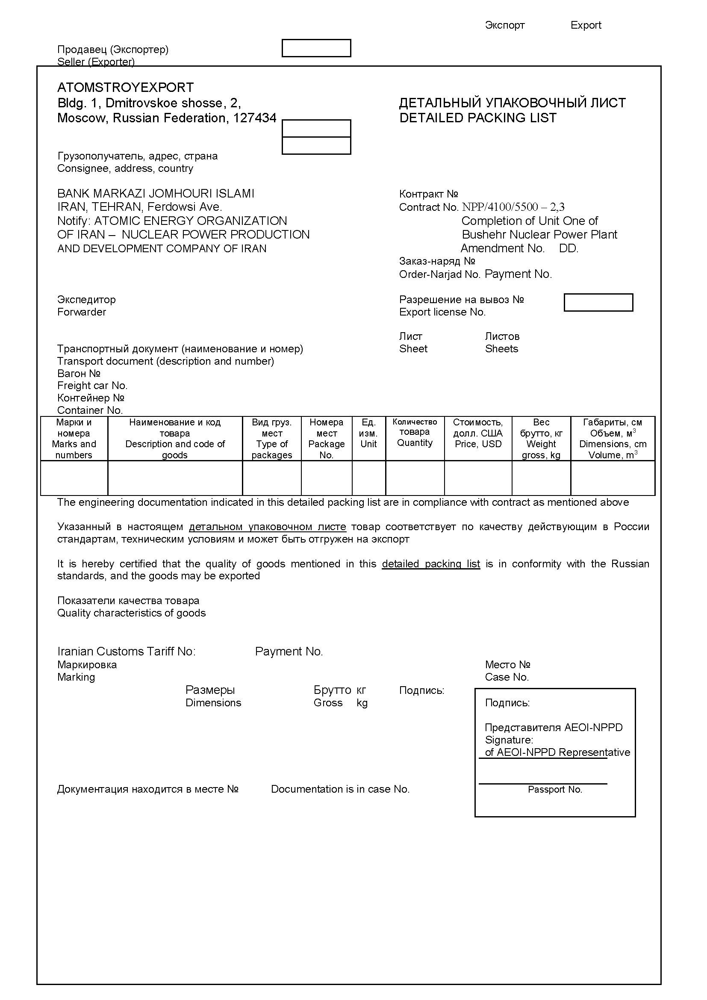 Экспорт Export
Продавец (Экспортер)
Seller (Exporter)
ATOMSTROYEXPORT
Bldg. 1, Dmitrovskoe shosse, 2,
Moscow, Russian Federation, 127434
ДЕТАЛЬНЫЙ УПАКОВОЧНЫЙ ЛИСТ
DETAILED PACKING LIST
Грузополучатель, адрес, страна
Consignee, address, country
BANK MARKAZI JOMHOURI ISLAMI
IRAN, TEHRAN, Ferdowsi Ave.
Notify: ATOMIC ENERGY ORGANIZATION
OF IRAN – NUCLEAR POWER PRODUCTION
AND DEVELOPMENT COMPANY OF IRAN
Контракт №
Contract No. NPP/4100/5500 – 2,3
Completion of Unit One of
Bushehr Nuclear Power Plant
Amendment No. DD.
Заказ-наряд №
Order-Narjad No. Payment No.
Экспедитор
Forwarder
Разрешение на вывоз №
Export license No.
Лист Листов
Sheet Sheets
Транспортный документ (наименование и номер)
Transport document (description and number)
Вагон №
Freight car No.
Контейнер №
Container No.
Марки и
номера
Marks and
numbers
Наименование и код
товара
Description and code of
goods
Вид груз.
мест
Type of
packages
Номера
мест
Package
No.
Ед.
изм.
Unit
Количество
товара
Quantity
Стоимость,
долл. США
Price, USD
Вес
брутто, кг
Weight
gross, kg
Габариты, см
Объем, м³
Dimensions, cm
Volume, m³
The engineering documentation indicated in this detailed packing list are in compliance with contract as mentioned above
Указанный в настоящем детальном упаковочном листе товар соответствует по качеству действующим в России
стандартам, техническим условиям и может быть отгружен на экспорт
It is hereby certified that the quality of goods mentioned in this detailed packing list is in conformity with the Russian
standards, and the goods may be exported
Показатели качества товара
Quality characteristics of goods
Iranian Customs Tariff No: Payment No.
Маркировка Место №
Marking Case No.
Размеры Брутто кг Подпись:
Dimensions Gross kg
Подпись:
Представителя AEOI-NPPD
Signature:
of AEOI-NPPD Representative
Документация находится в месте № Documentation is in case No.
Passport No.